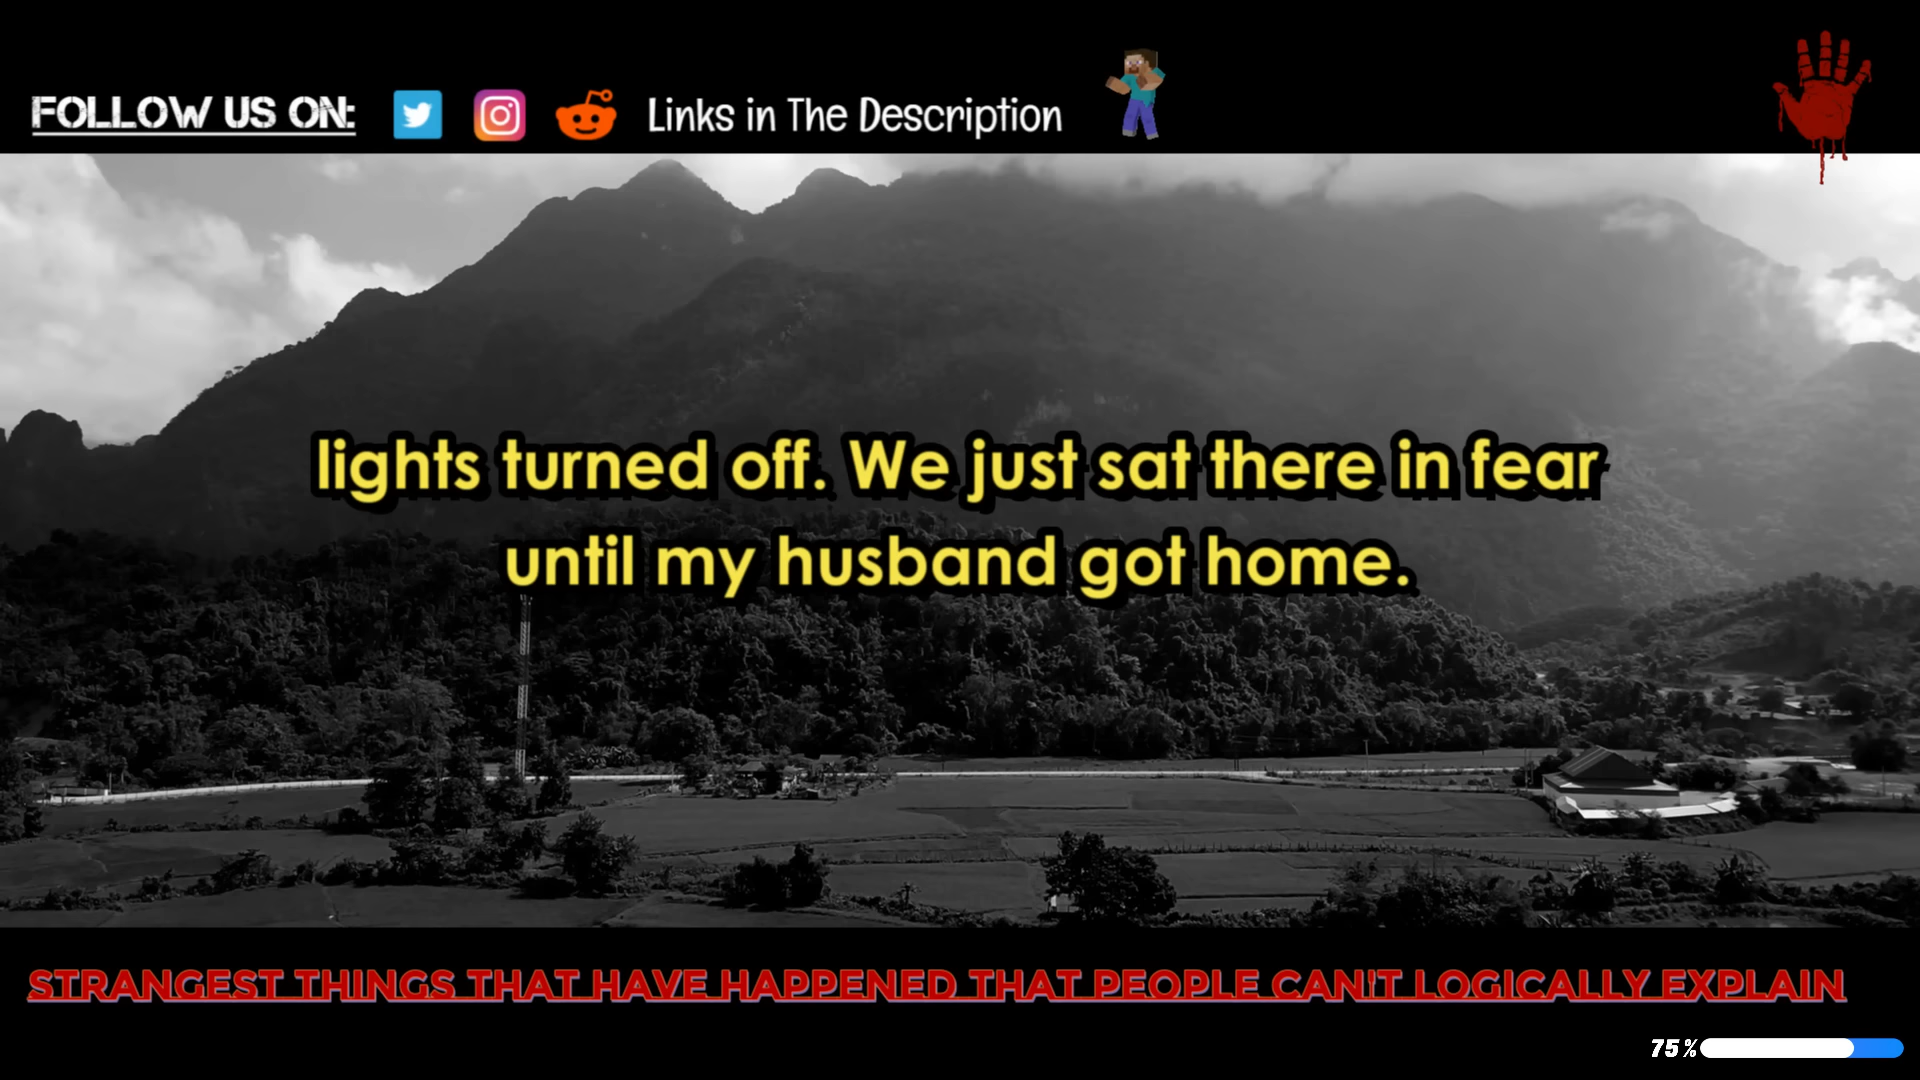 FOLLOW US ON: Links in The Description
lights turned off. We just sat there in fear
until my husband got home.
STRANGEST THINGS THAT HAVE HAPPENED THAT PEOPLE CAN'T LOGICALLY EXPLAIN
75%